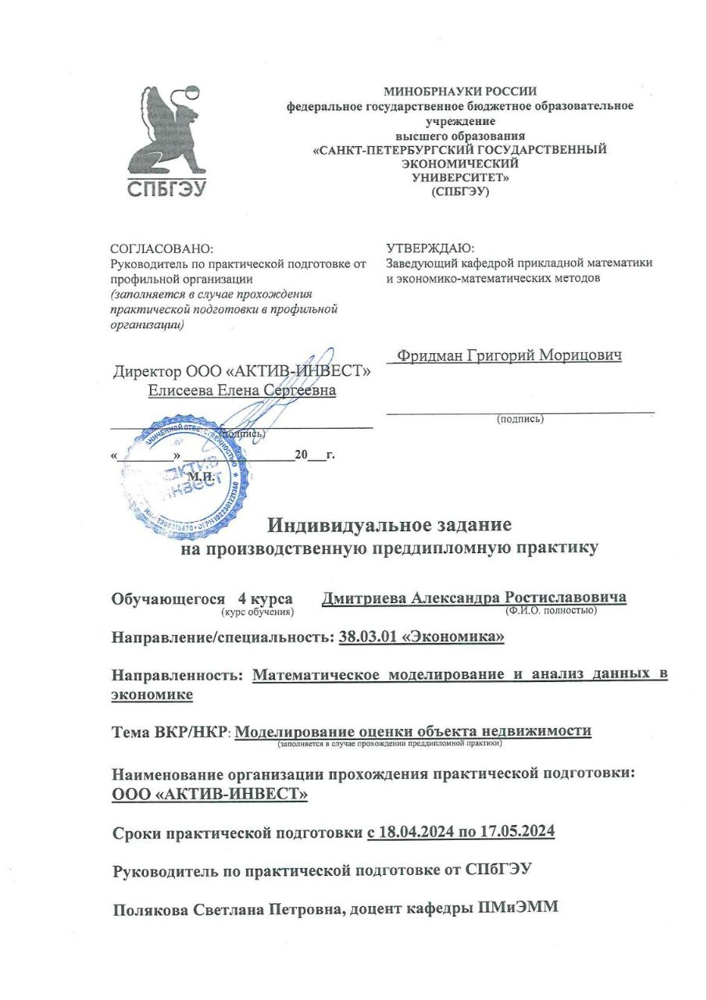 МИНОБРНАУКИ РОССИИ
федеральное государственное бюджетное образовательное
учреждение
высшего образования
«САНКТ-ПЕТЕРБУРГСКИЙ ГОСУДАРСТВЕННЫЙ
ЭКОНОМИЧЕСКИЙ
УНИВЕРСИТЕТ»
(СПБГЭУ)
СПБГЭУ
СОГЛАСОВАНО:
Руководитель по практической подготовке от
профильной организации
(заполняется в случае прохождения
практической подготовки в профильной
организации)
Директор ООО «АКТИВ-ИНВЕСТ»
Елисеева Елена Сергеевна
(подпись)
«________» ________________20___г.
М.П.
АКТИВ
ИНВЕСТ
УТВЕРЖДАЮ:
Заведующий кафедрой прикладной математики
и экономико-математических методов
Фридман Григорий Морицович
(подпись)
Индивидуальное задание
на производственную преддипломную практику
Обучающегося 4 курса Дмитриева Александра Ростиславовича
(курс обучения) (Ф.И.О. полностью)
Направление/специальность: 38.03.01 «Экономика»
Направленность: Математическое моделирование и анализ данных в
экономике
Тема ВКР/НКР: Моделирование оценки объекта недвижимости
(заполняется в случае прохождении преддипломной практики)
Наименование организации прохождения практической подготовки:
ООО «АКТИВ-ИНВЕСТ»
Сроки практической подготовки с 18.04.2024 по 17.05.2024
Руководитель по практической подготовке от СПбГЭУ
Полякова Светлана Петровна, доцент кафедры ПМиЭММ